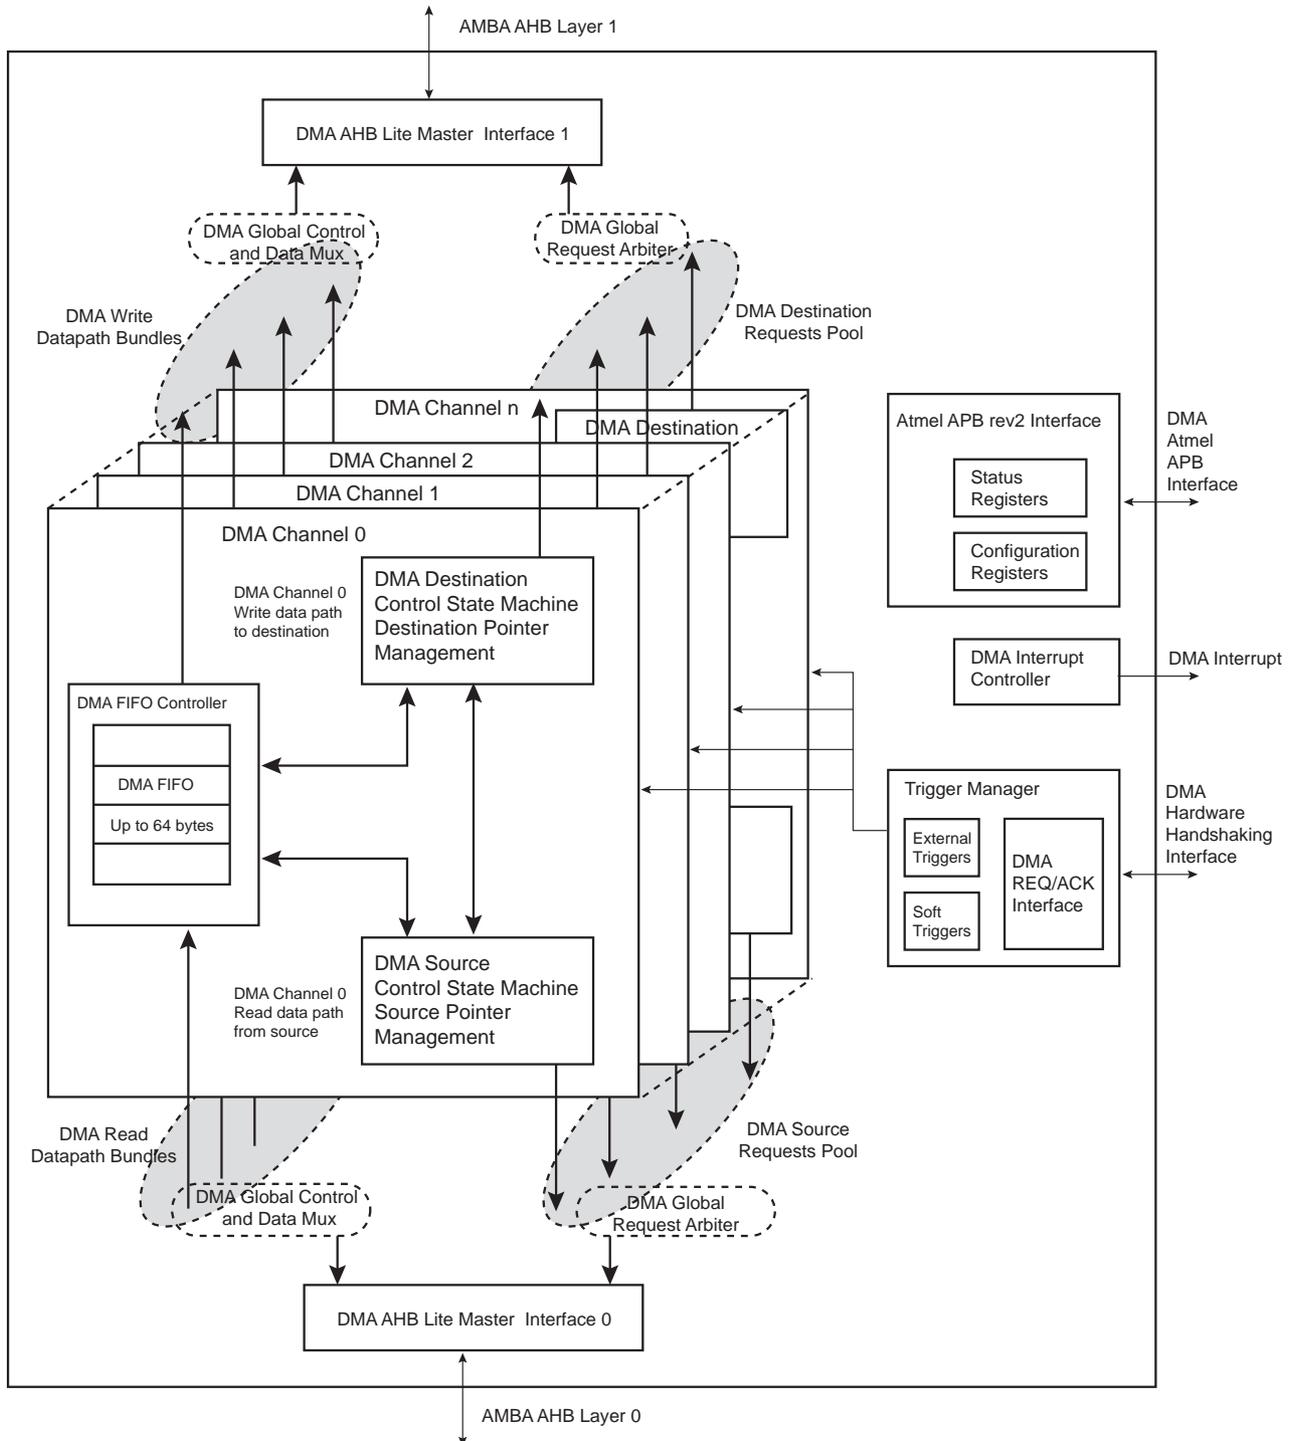 AMBA AHB Layer 1
DMA AHB Lite Master Interface 1
DMA Global Control
and Data Mux
DMA Global
Request Arbiter
DMA Write
Datapath Bundles
DMA Destination
Requests Pool
DMA Channel n
DMA Destination
DMA Channel 2
DMA Channel 1
DMA Channel 0
DMA Channel 0
Write data path
to destination
DMA Destination
Control State Machine
Destination Pointer
Management
DMA FIFO Controller
DMA FIFO
Up to 64 bytes
DMA Source
Control State Machine
Source Pointer
Management
DMA Channel 0
Read data path
from source
Atmel APB rev2 Interface
Status
Registers
Configuration
Registers
DMA
Atmel
APB
Interface
DMA Interrupt
Controller
DMA Interrupt
Trigger Manager
External
Triggers
Soft
Triggers
DMA
REQ/ACK
Interface
DMA
Hardware
Handshaking
Interface
DMA Read
Datapath Bundles
DMA Source
Requests Pool
DMA Global Control
and Data Mux
DMA Global
Request Arbiter
DMA AHB Lite Master Interface 0
AMBA AHB Layer 0